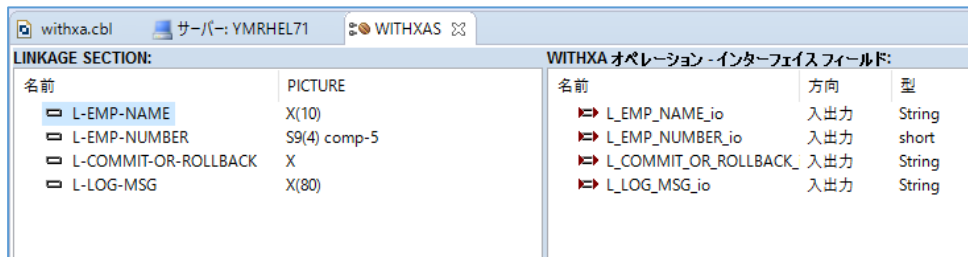 withxa.cbl サーバー: YMRHEL71 WITHXAS
LINKAGE SECTION: WITHXA オペレーション - インターフェイス フィールド:
名前 PICTURE 名前 方向 型
L-EMP-NAME X(10) L_EMP_NAME_io 入出力 String
L-EMP-NUMBER S9(4) comp-5 L_EMP_NUMBER_io 入出力 short
L-COMMIT-OR-ROLLBACK X L_COMMIT_OR_ROLLBACK_ 入出力 String
L-LOG-MSG X(80) L_LOG_MSG_io 入出力 String